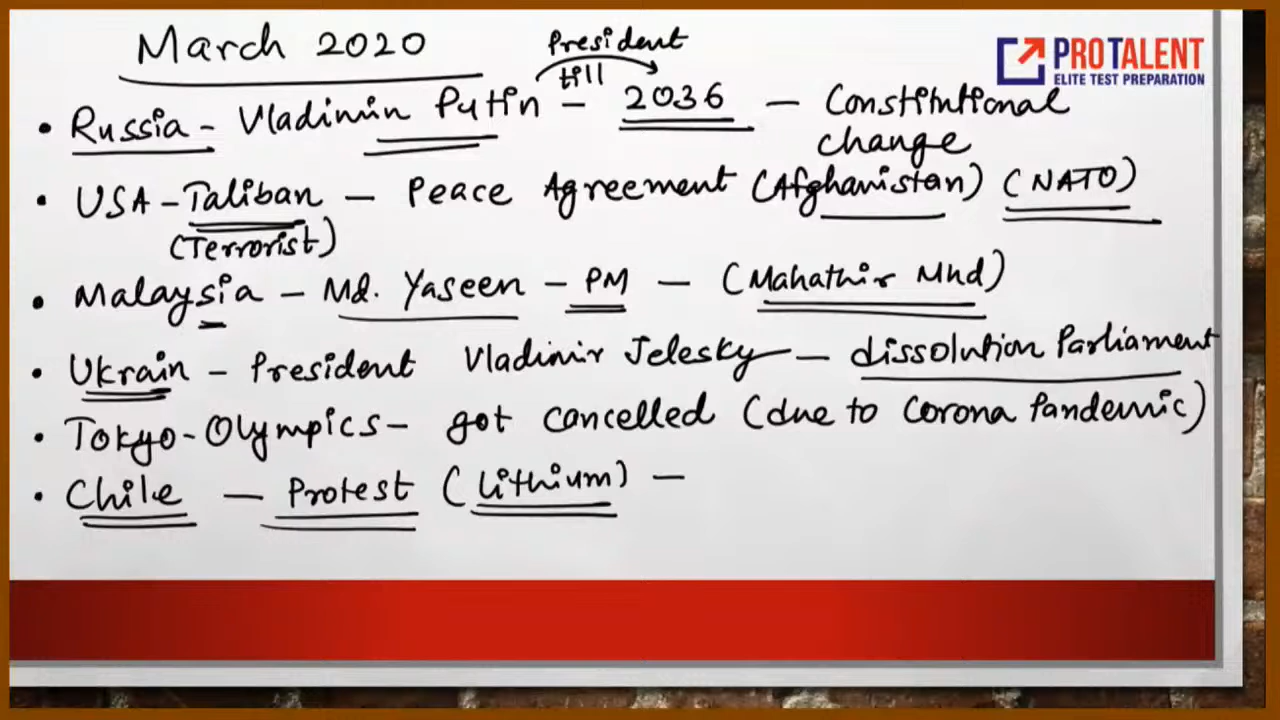 March 2020
President
till
PROTALENT
ELITE TEST PREPARATION
• Russia - Vladimin Putin - 2036 - Constitutional
change
• USA - Taliban - Peace Agreement (Afghanistan) (NATO)
(Terrorist)
• Malaysia - Md. Yaseen - PM - (Mahathir Mhd)
• Ukrain - President Vladimir Jelesky - dissolution Parliament
• Tokyo - Olympics - got cancelled (due to Corona Pandemic)
• Chile - Protest (Lithium) -